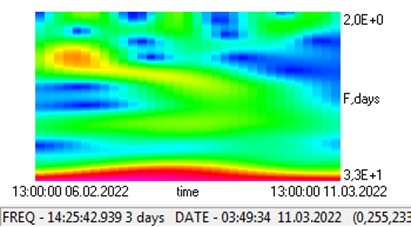 2,0E+0
F,days
3,3E+1
13:00:00 06.02.2022 time 13:00:00 11.03.2022
FREQ - 14:25:42.939 3 days DATE - 03:49:34 11.03.2022 (0,255,233